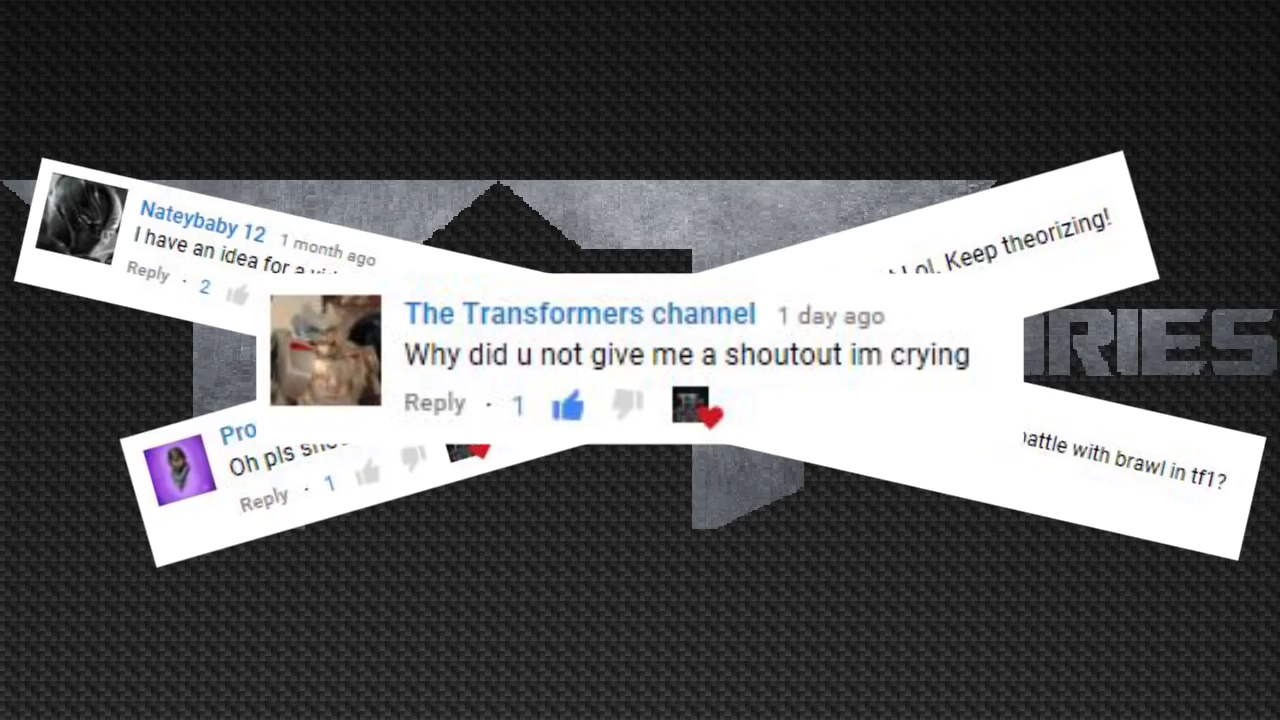 Nateybaby 12 1 month ago
I have an idea for a
Reply · 2
Lol. Keep theorizing!
The Transformers channel 1 day ago
Why did u not give me a shoutout im crying
Reply · 1
RIES
Pro
Oh pls
Reply · 1
battle with brawl in tf1?